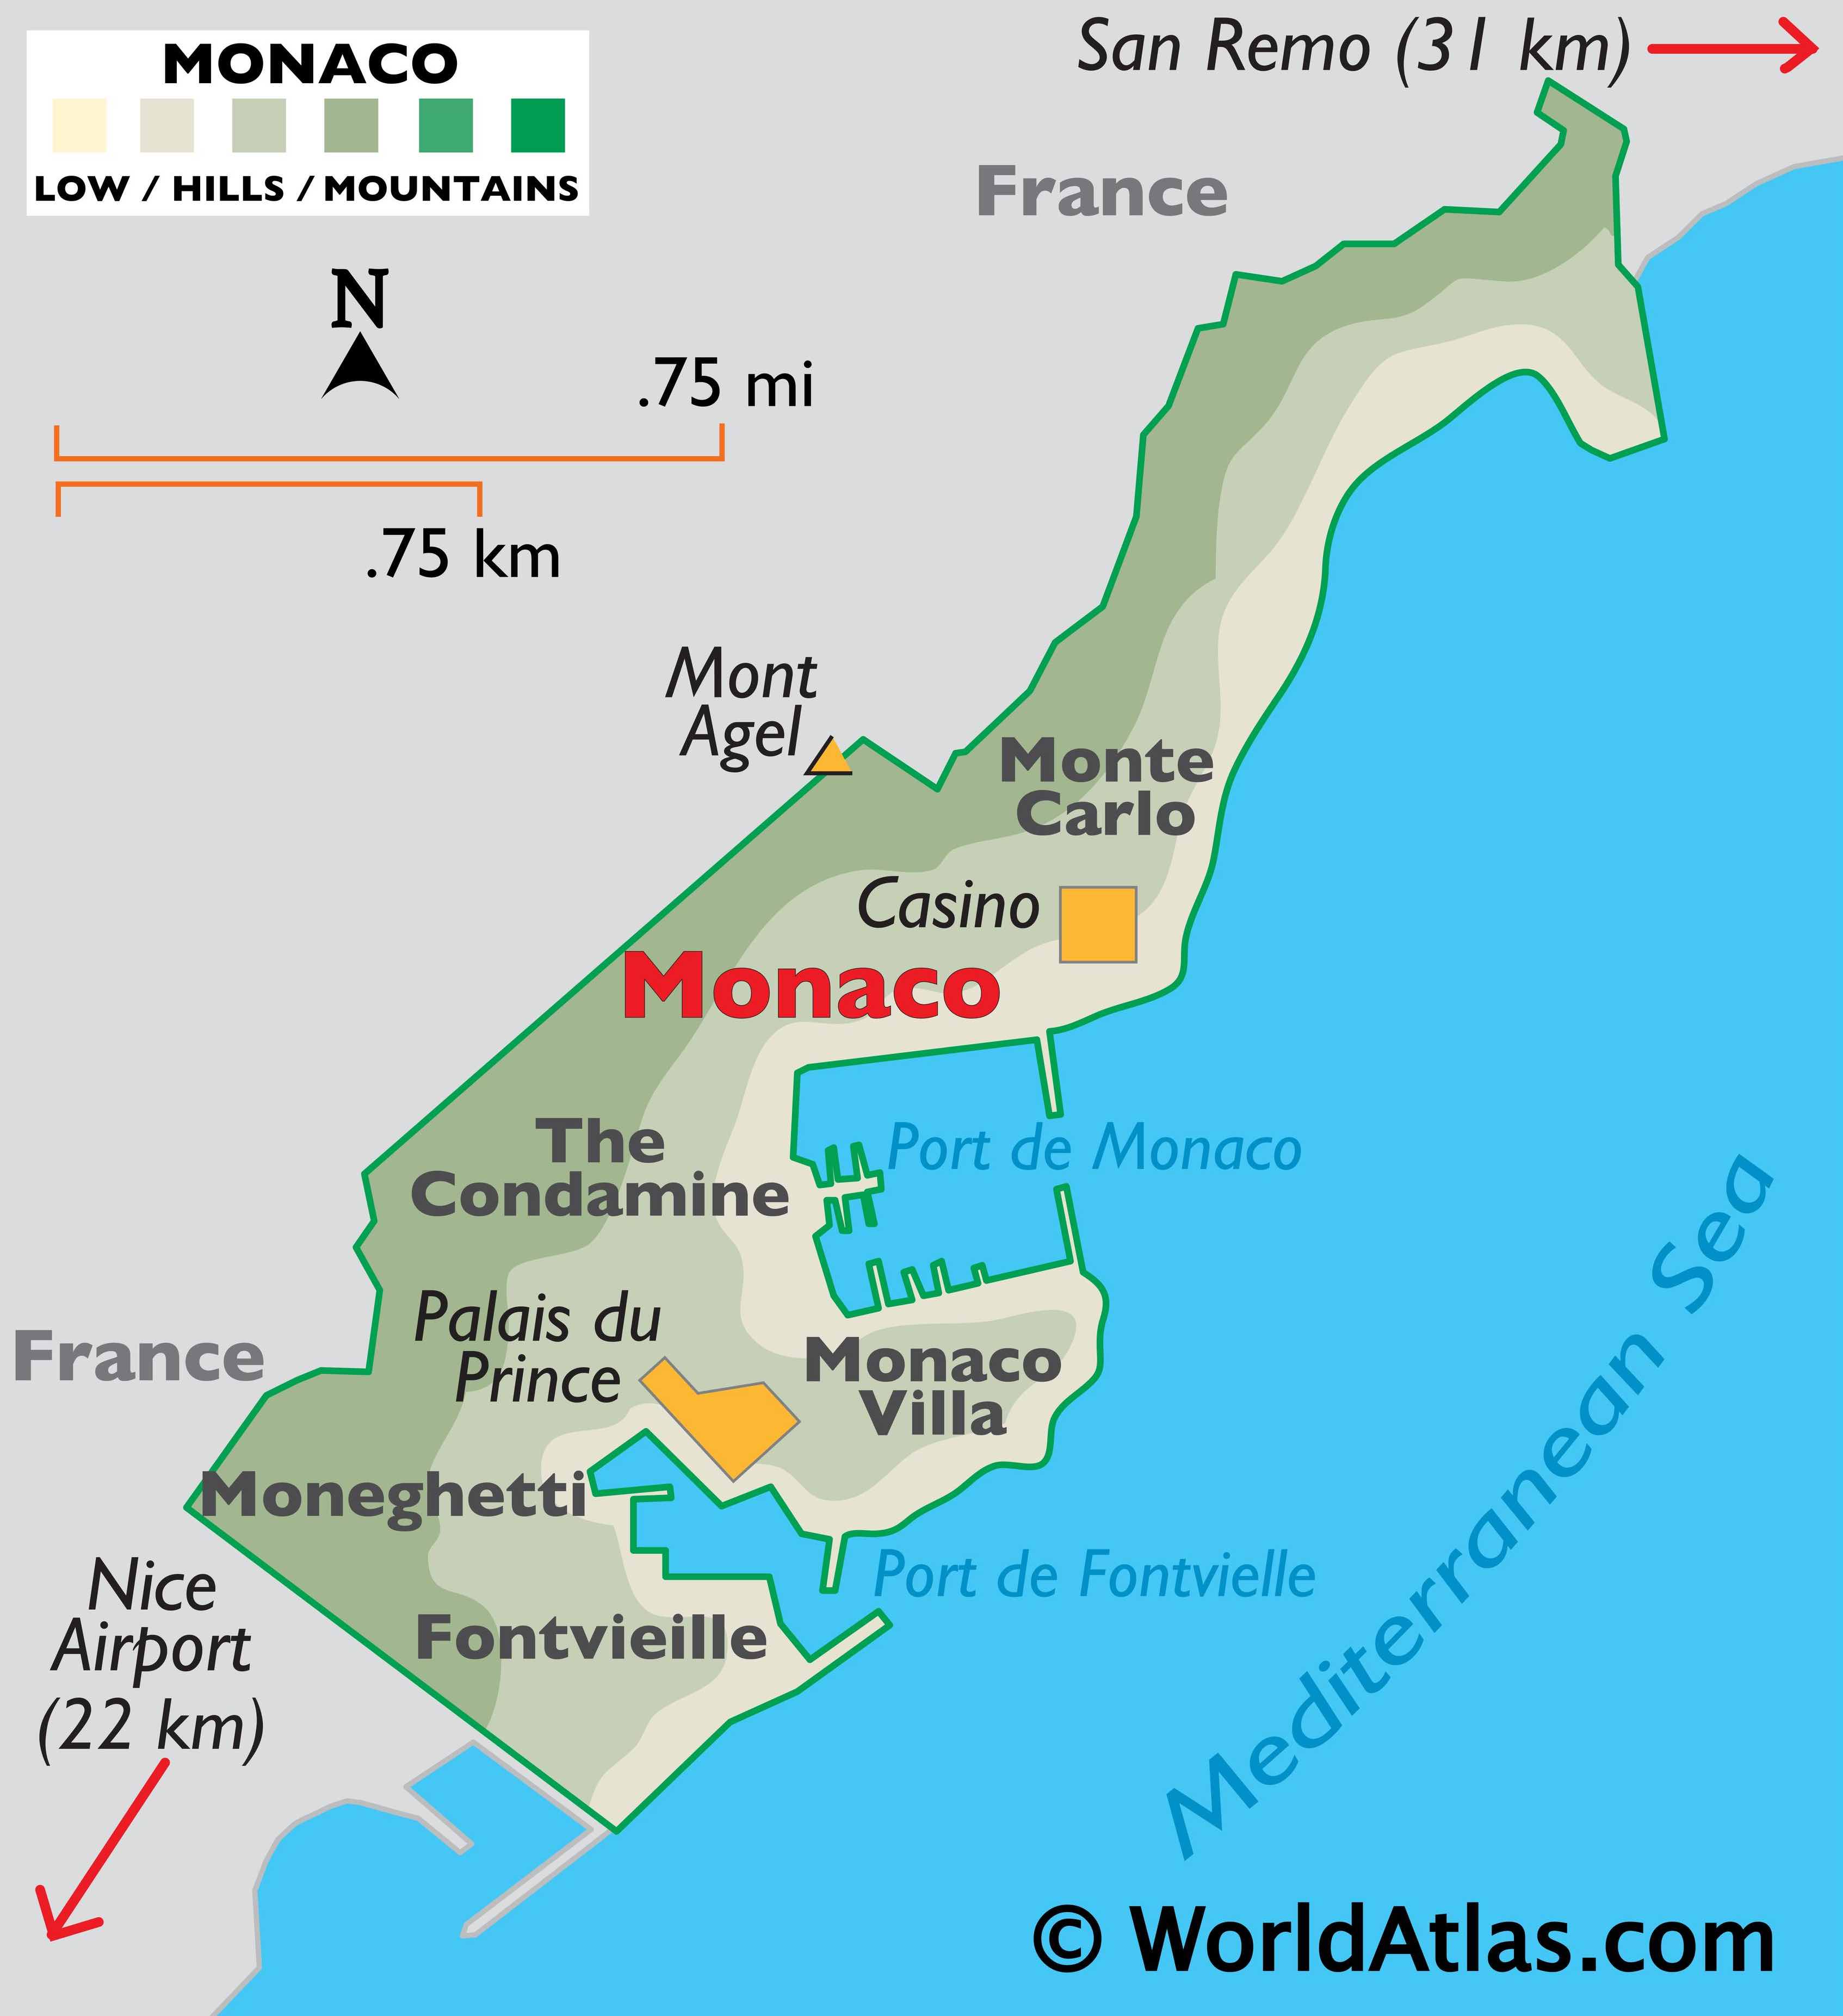 San Remo (31 km)
MONACO
LOW / HILLS / MOUNTAINS
France
N
.75 mi
.75 km
Mont
Agel
Monte
Carlo
Casino
Monaco
The
Condamine
Port de Monaco
Palais du
Prince
France
Monaco
Villa
Moneghetti
Port de Fontvielle
Nice
Airport
(22 km)
Fontvieille
Mediterranean Sea
© WorldAtlas.com